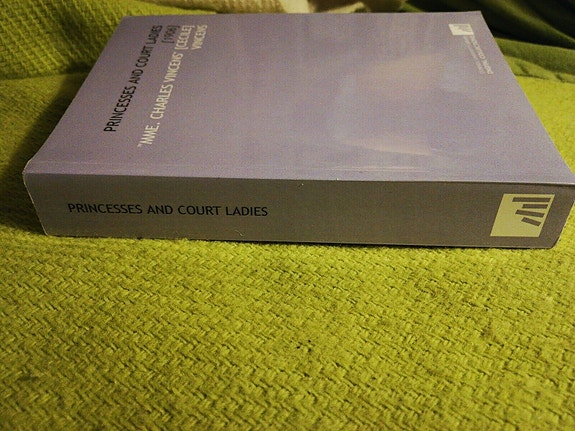 PRINCESSES AND COURT LADIES
[1906]
"MME. CHARLES VINCENS" [CECILE]
VINCENS
PRINCESSES AND COURT LADIES